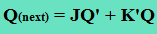 Q(next) = JQ' + K'Q